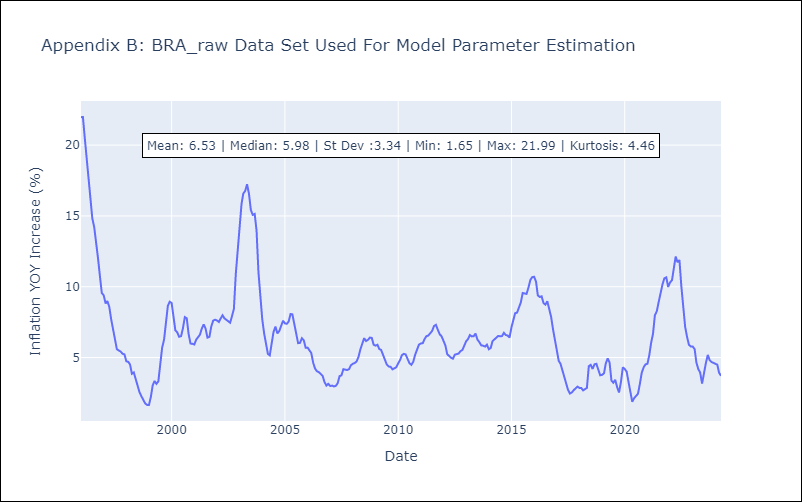 Appendix B: BRA_raw Data Set Used For Model Parameter Estimation
Mean: 6.53 | Median: 5.98 | St Dev :3.34 | Min: 1.65 | Max: 21.99 | Kurtosis: 4.46
Inflation YOY Increase (%)
20
15
10
5
2000
2005
2010
2015
2020
Date